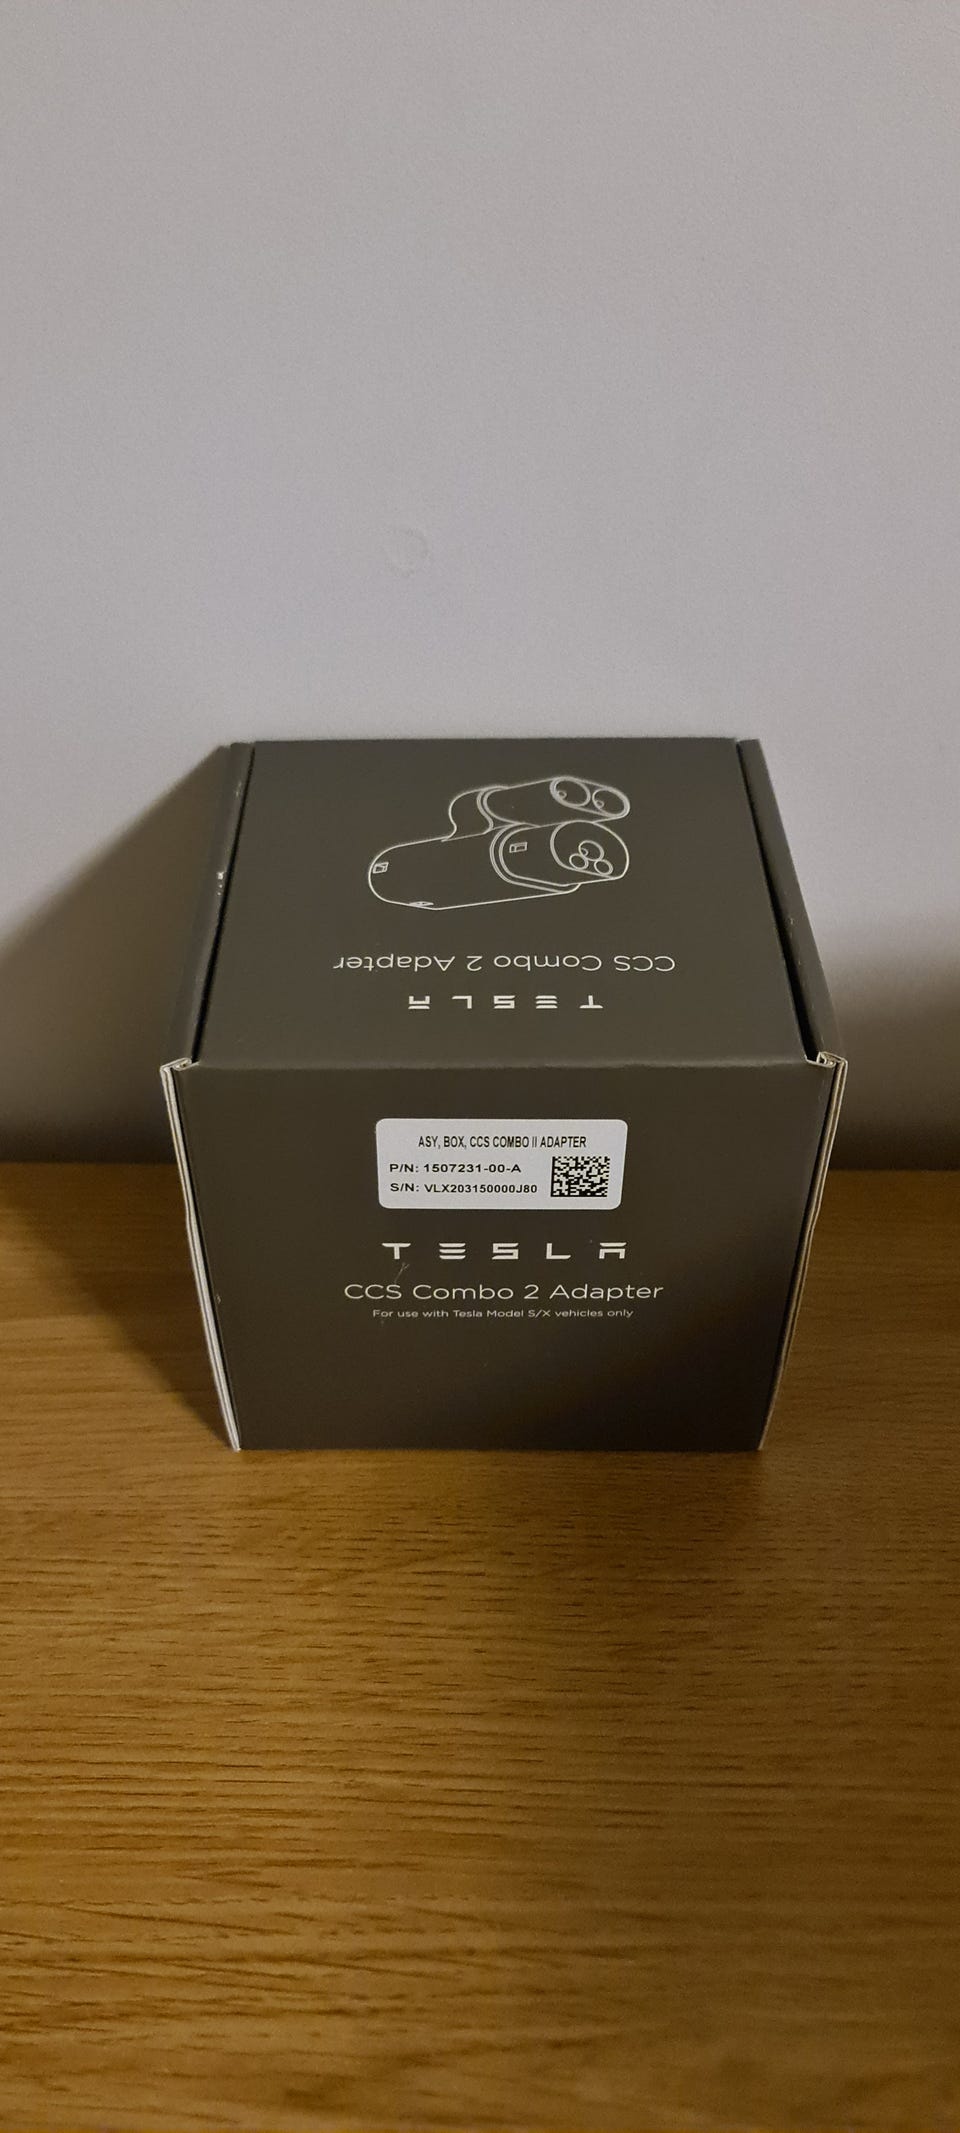 CCS Combo 2 Adapter
TESLA
ASY, BOX, CCS COMBO II ADAPTER
P/N: 1507231-00-A
S/N: VLX203150000J80
TESLA
CCS Combo 2 Adapter
For use with Tesla Model S/X vehicles only